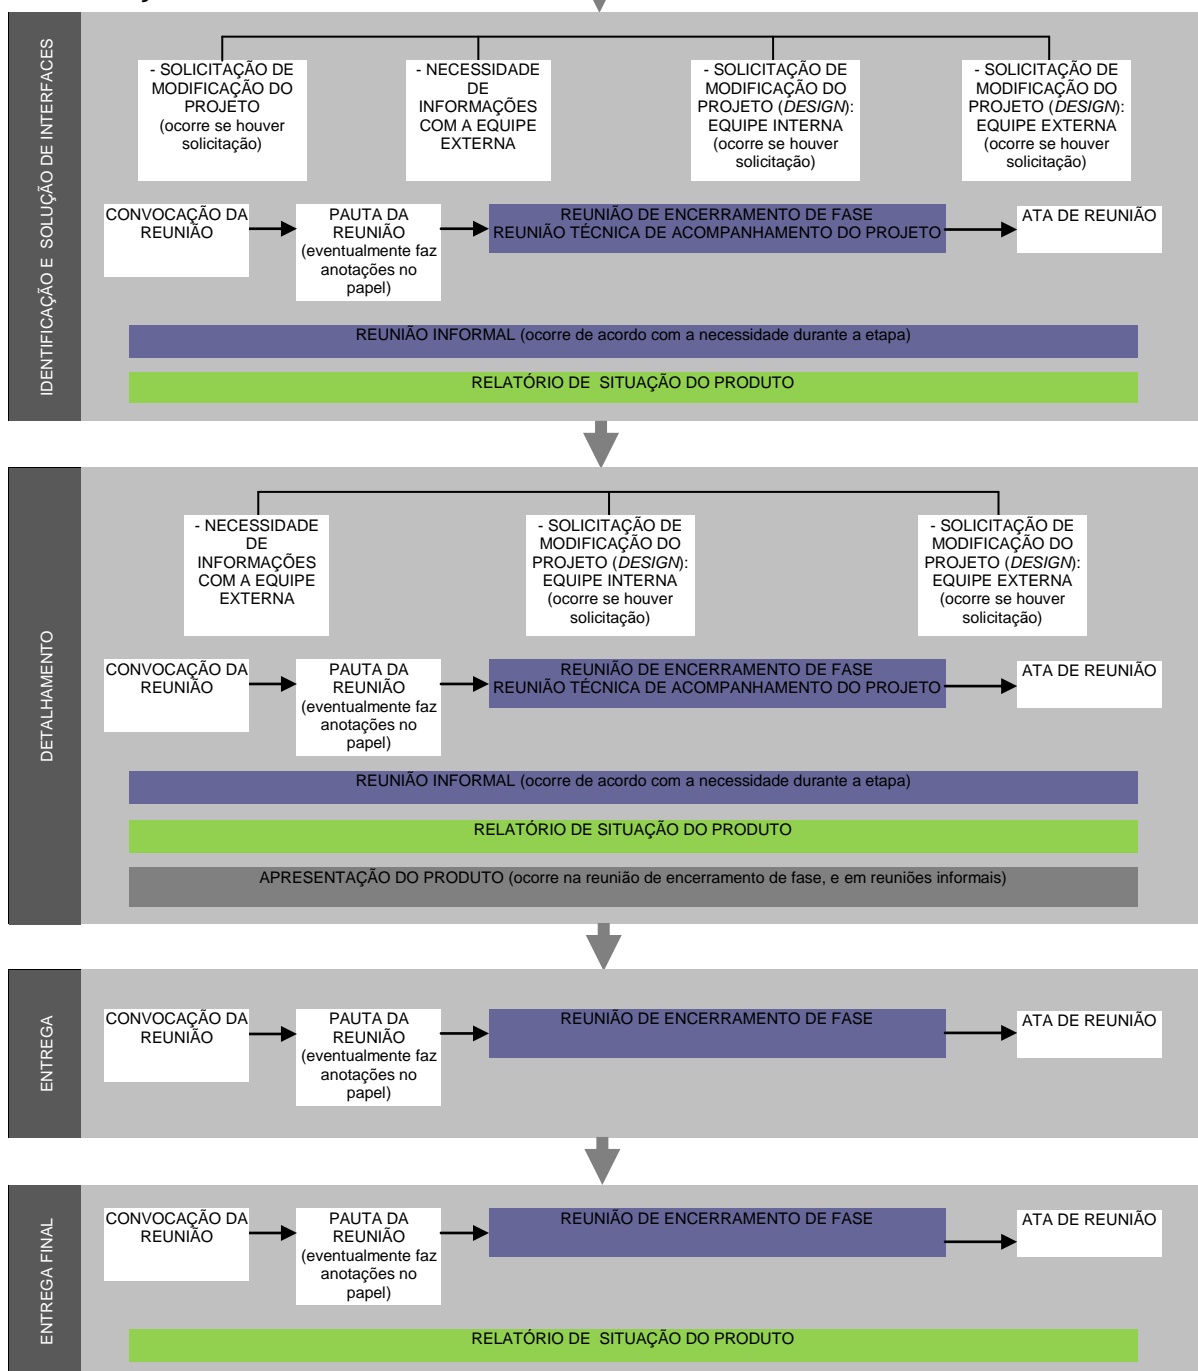 IDENTIFICAÇÃO E SOLUÇÃO DE INTERFACES
- SOLICITAÇÃO DE
MODIFICAÇÃO DO
PROJETO
(ocorre se houver
solicitação)
- NECESSIDADE
DE
INFORMAÇÕES
COM A EQUIPE
EXTERNA
- SOLICITAÇÃO DE
MODIFICAÇÃO DO
PROJETO (DESIGN):
EQUIPE INTERNA
(ocorre se houver
solicitação)
- SOLICITAÇÃO DE
MODIFICAÇÃO DO
PROJETO (DESIGN):
EQUIPE EXTERNA
(ocorre se houver
solicitação)
CONVOCAÇÃO DA
REUNIÃO
PAUTA DA
REUNIÃO
(eventualmente faz
anotações no
papel)
REUNIÃO DE ENCERRAMENTO DE FASE
REUNIÃO TÉCNICA DE ACOMPANHAMENTO DO PROJETO
ATA DE REUNIÃO
REUNIÃO INFORMAL (ocorre de acordo com a necessidade durante a etapa)
RELATÓRIO DE SITUAÇÃO DO PRODUTO
DETALHAMENTO
- NECESSIDADE
DE
INFORMAÇÕES
COM A EQUIPE
EXTERNA
- SOLICITAÇÃO DE
MODIFICAÇÃO DO
PROJETO (DESIGN):
EQUIPE INTERNA
(ocorre se houver
solicitação)
- SOLICITAÇÃO DE
MODIFICAÇÃO DO
PROJETO (DESIGN):
EQUIPE EXTERNA
(ocorre se houver
solicitação)
CONVOCAÇÃO DA
REUNIÃO
PAUTA DA
REUNIÃO
(eventualmente faz
anotações no
papel)
REUNIÃO DE ENCERRAMENTO DE FASE
REUNIÃO TÉCNICA DE ACOMPANHAMENTO DO PROJETO
ATA DE REUNIÃO
REUNIÃO INFORMAL (ocorre de acordo com a necessidade durante a etapa)
RELATÓRIO DE SITUAÇÃO DO PRODUTO
APRESENTAÇÃO DO PRODUTO (ocorre na reunião de encerramento de fase, e em reuniões informais)
ENTREGA
CONVOCAÇÃO DA
REUNIÃO
PAUTA DA
REUNIÃO
(eventualmente faz
anotações no
papel)
REUNIÃO DE ENCERRAMENTO DE FASE
ATA DE REUNIÃO
ENTREGA FINAL
CONVOCAÇÃO DA
REUNIÃO
PAUTA DA
REUNIÃO
(eventualmente faz
anotações no
papel)
REUNIÃO DE ENCERRAMENTO DE FASE
ATA DE REUNIÃO
RELATÓRIO DE SITUAÇÃO DO PRODUTO